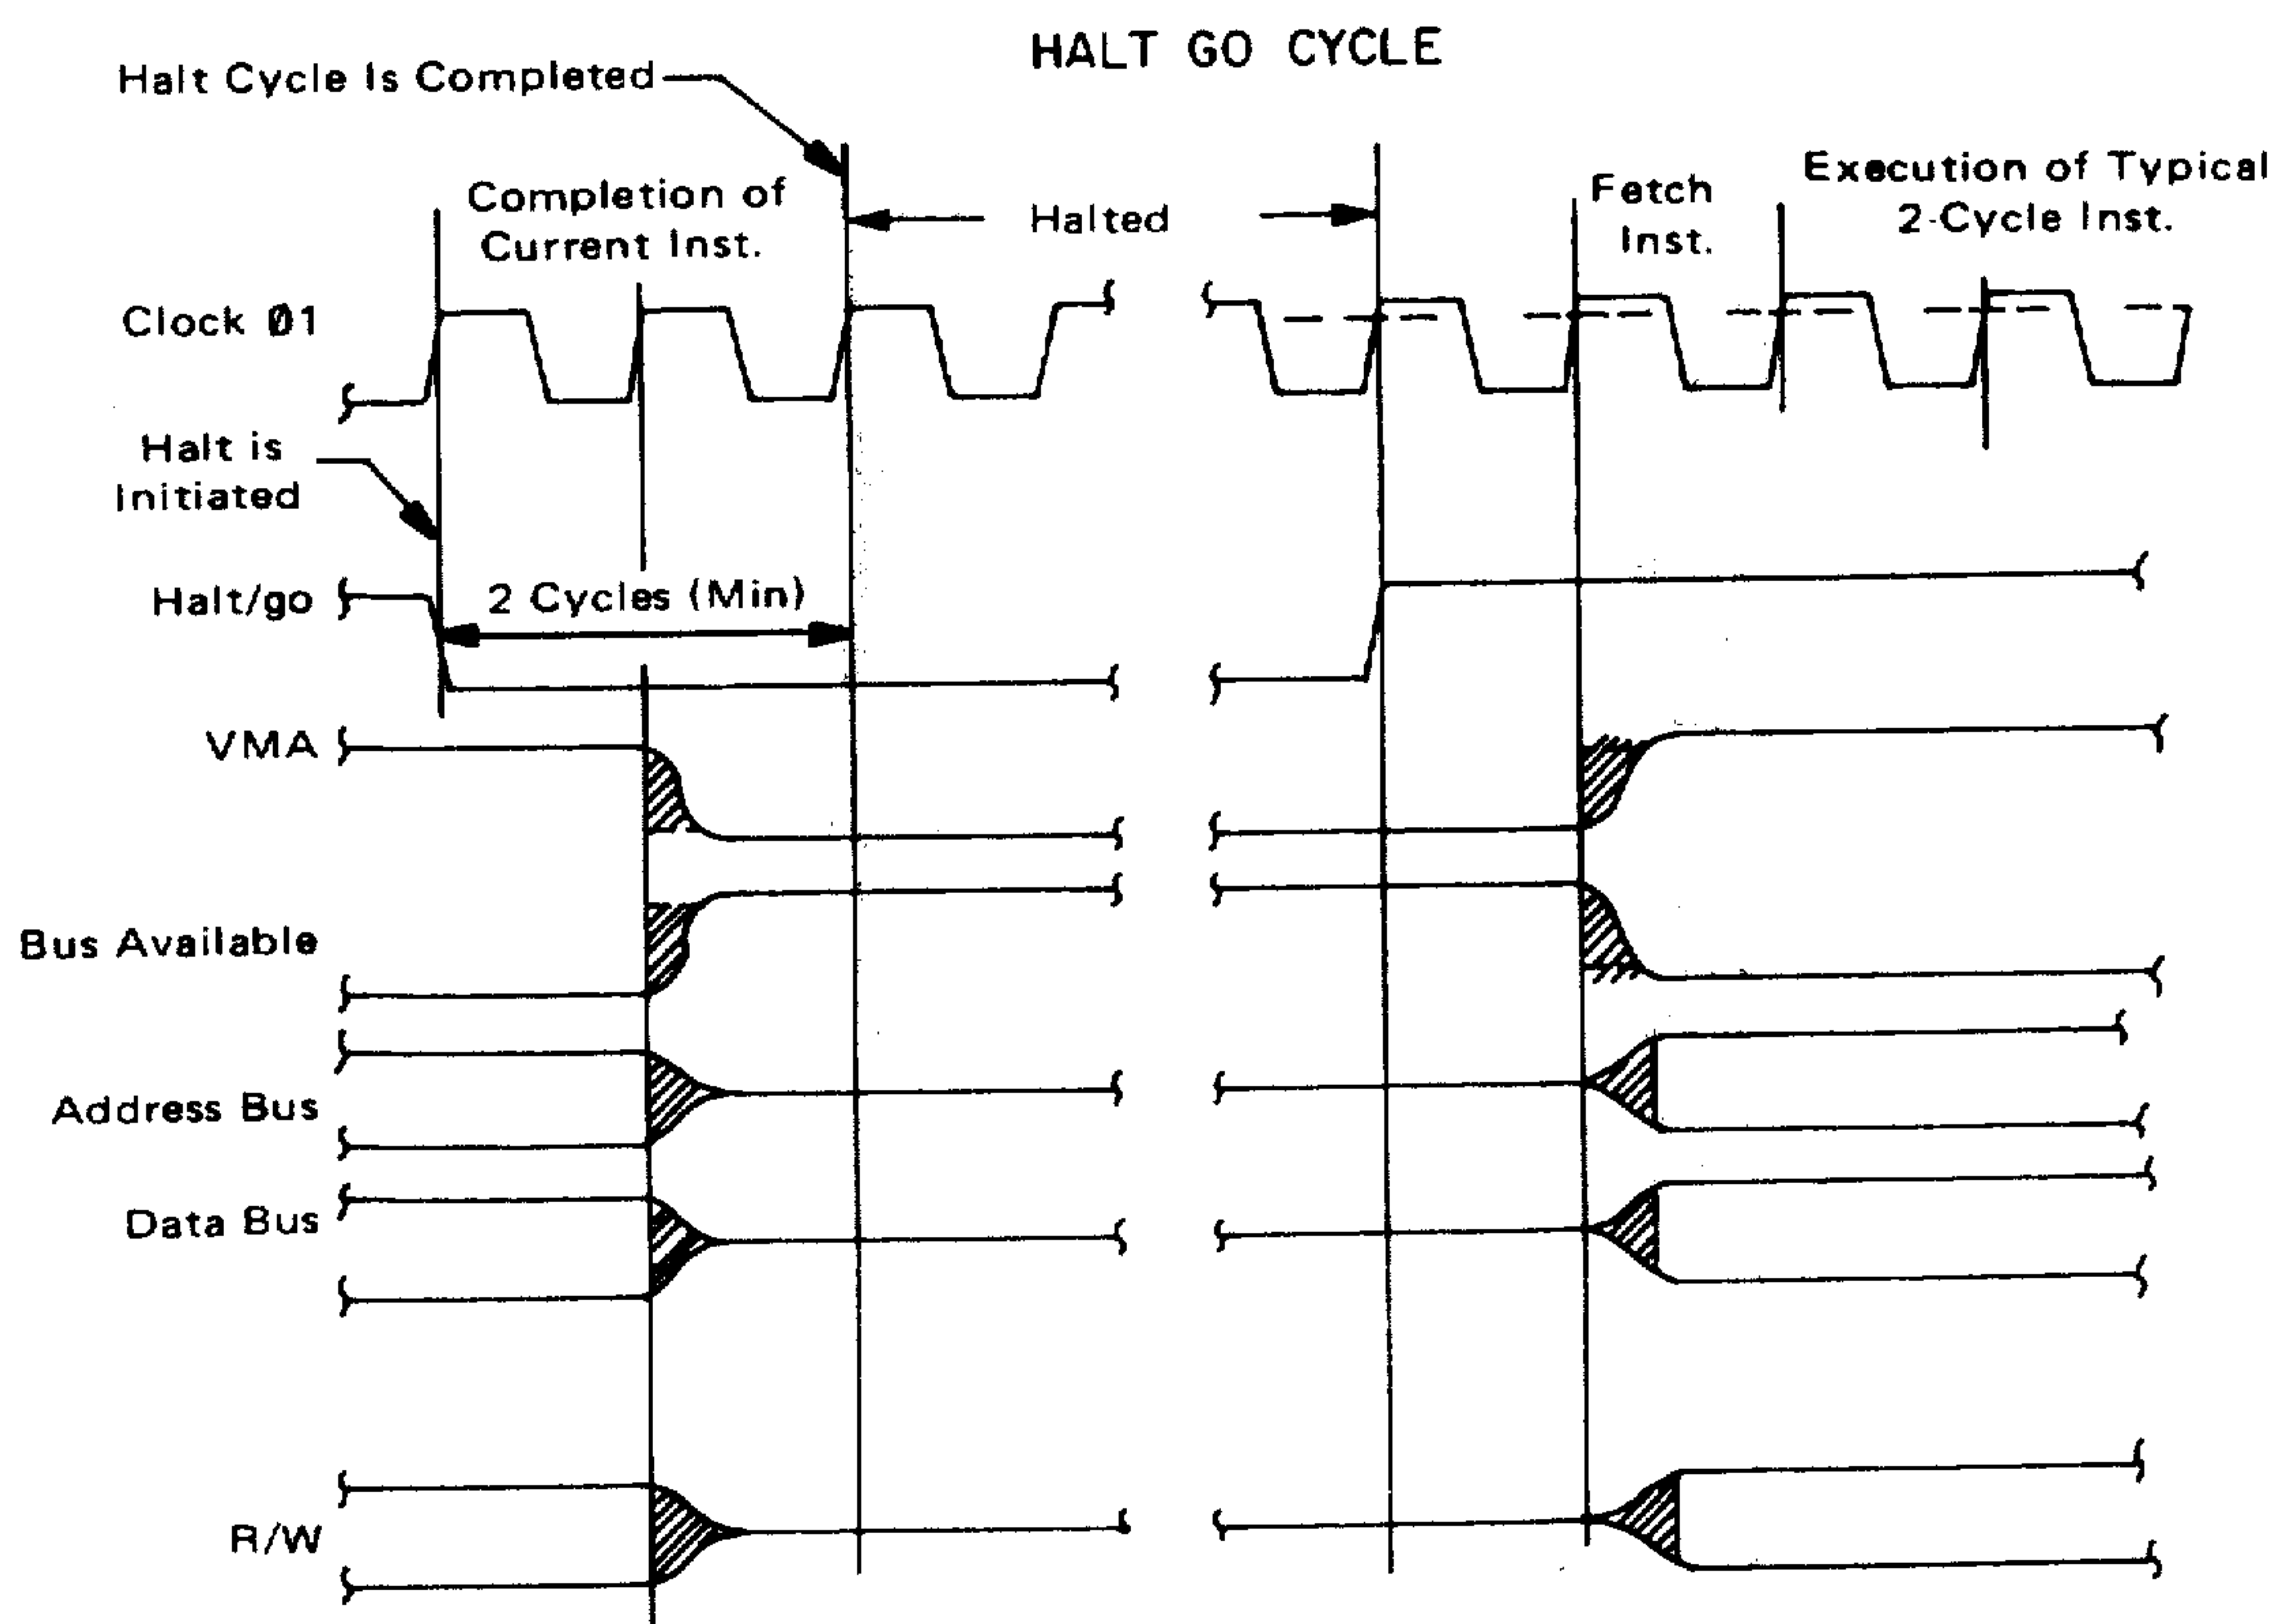 HALT GO CYCLE
Halt Cycle Is Completed
Completion of
Current Inst.
Halted
Fetch
Inst.
Execution of Typical
2-Cycle Inst.
Clock Ø1
Halt is
Initiated
Halt/go
2 Cycles (Min)
VMA
Bus Available
Address Bus
Data Bus
R/W